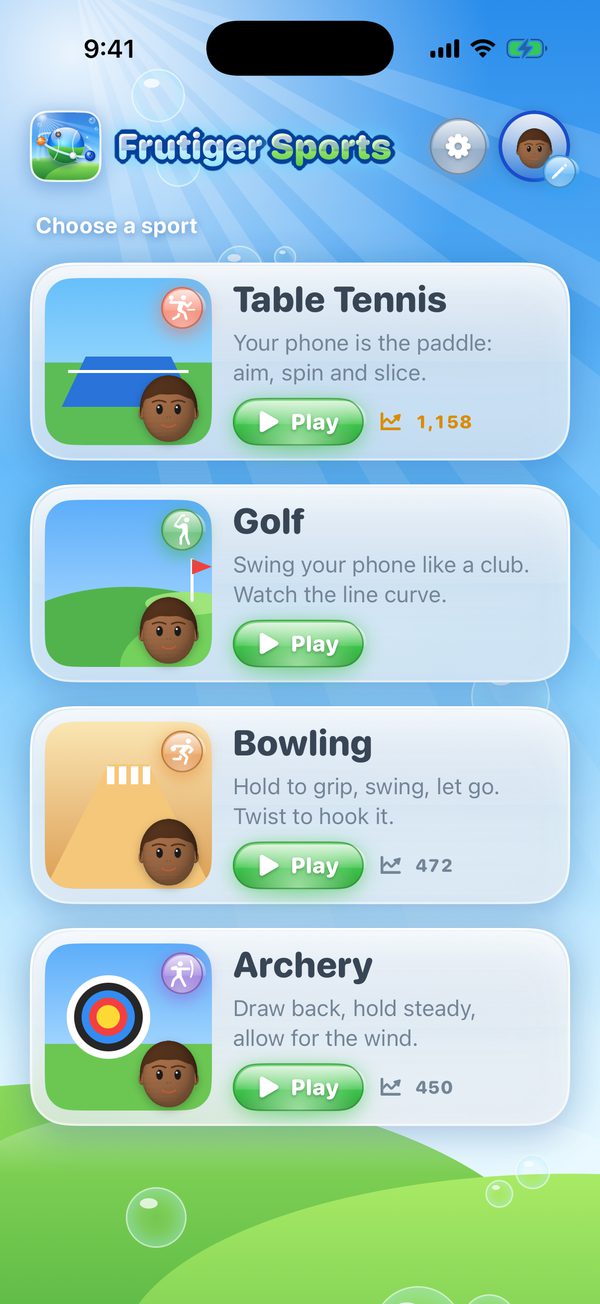 9:41
Frutiger Sports
Choose a sport
Table Tennis
Your phone is the paddle:
aim, spin and slice.
Play
1,158
Golf
Swing your phone like a club.
Watch the line curve.
Play
Bowling
Hold to grip, swing, let go.
Twist to hook it.
Play
472
Archery
Draw back, hold steady,
allow for the wind.
Play
450